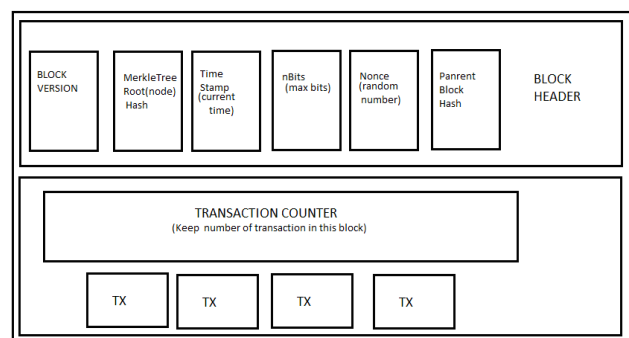 BLOCK
VERSION
MerkleTree
Root(node)
Hash
Time
Stamp
(current
time)
nBits
(max bits)
Nonce
(random
number)
Panrent
Block
Hash
BLOCK
HEADER
TRANSACTION COUNTER
(Keep number of transaction in this block)
TX
TX
TX
TX